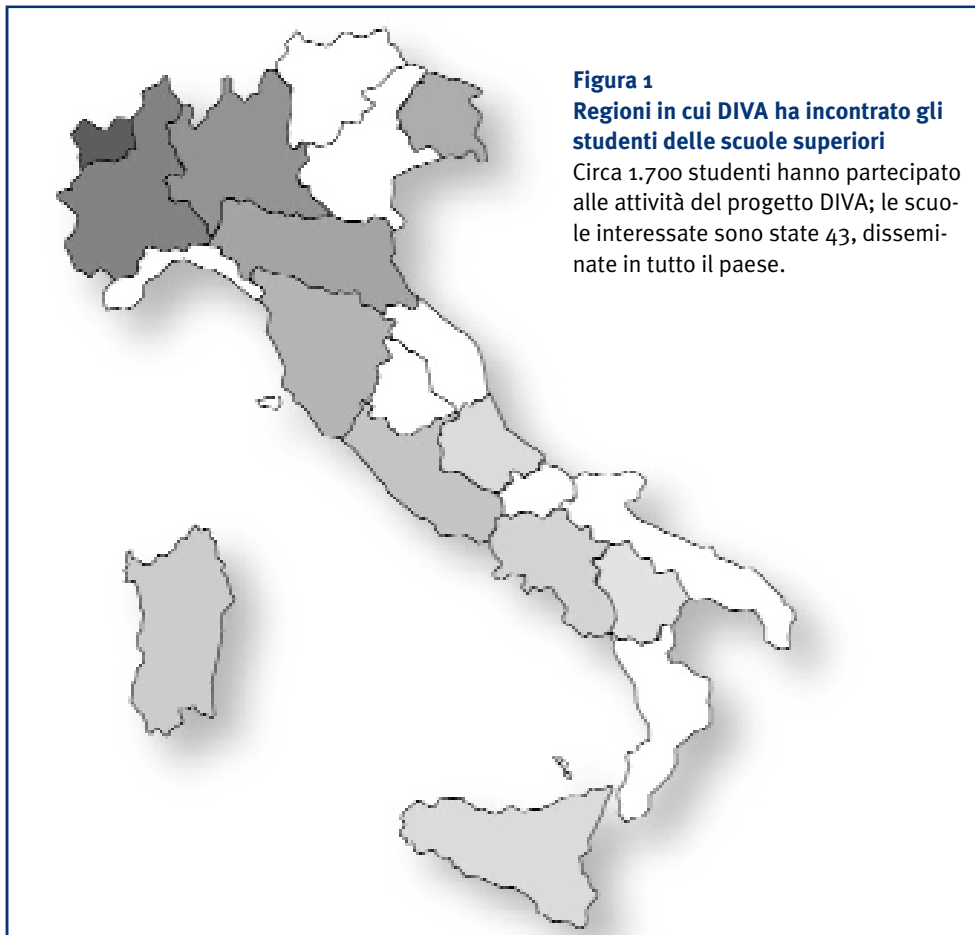 Figura 1
Regioni in cui DIVA ha incontrato gli
studenti delle scuole superiori
Circa 1.700 studenti hanno partecipato
alle attività del progetto DIVA; le scuo-
le interessate sono state 43, dissemi-
nate in tutto il paese.